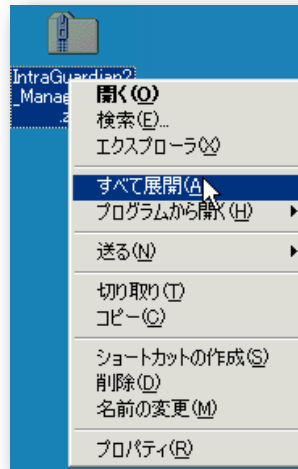 IntraGuardian2
_Manage
.z
開く(O)
検索(E)...
エクスプローラ(X)
すべて展開(A
プログラムから開く(H)
送る(N)
切り取り(T)
コピー(C)
ショートカットの作成(S)
削除(D)
名前の変更(M)
プロパティ(R)